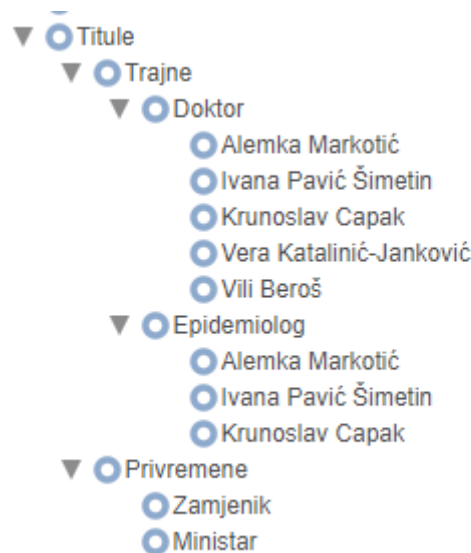 Titule
Trajne
Doktor
Alemka Markotić
Ivana Pavić Šimetin
Krunoslav Capak
Vera Katalinić-Janković
Vili Beroš
Epidemiolog
Alemka Markotić
Ivana Pavić Šimetin
Krunoslav Capak
Privremene
Zamjenik
Ministar